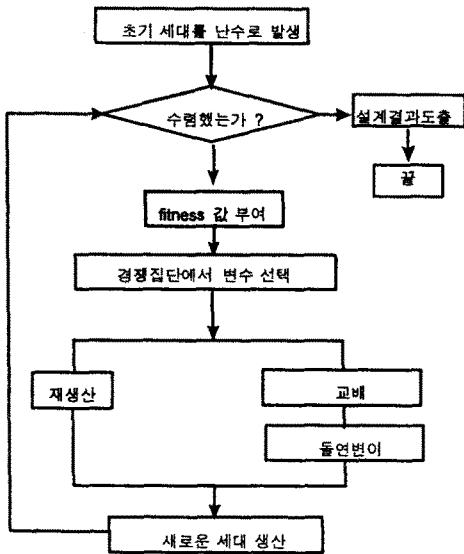 초기 세대를 난수로 발생
수렴했는가 ?
설계결과도출
끝
fitness 값 부여
경쟁집단에서 변수 선택
재생산
교배
돌연변이
새로운 세대 생산